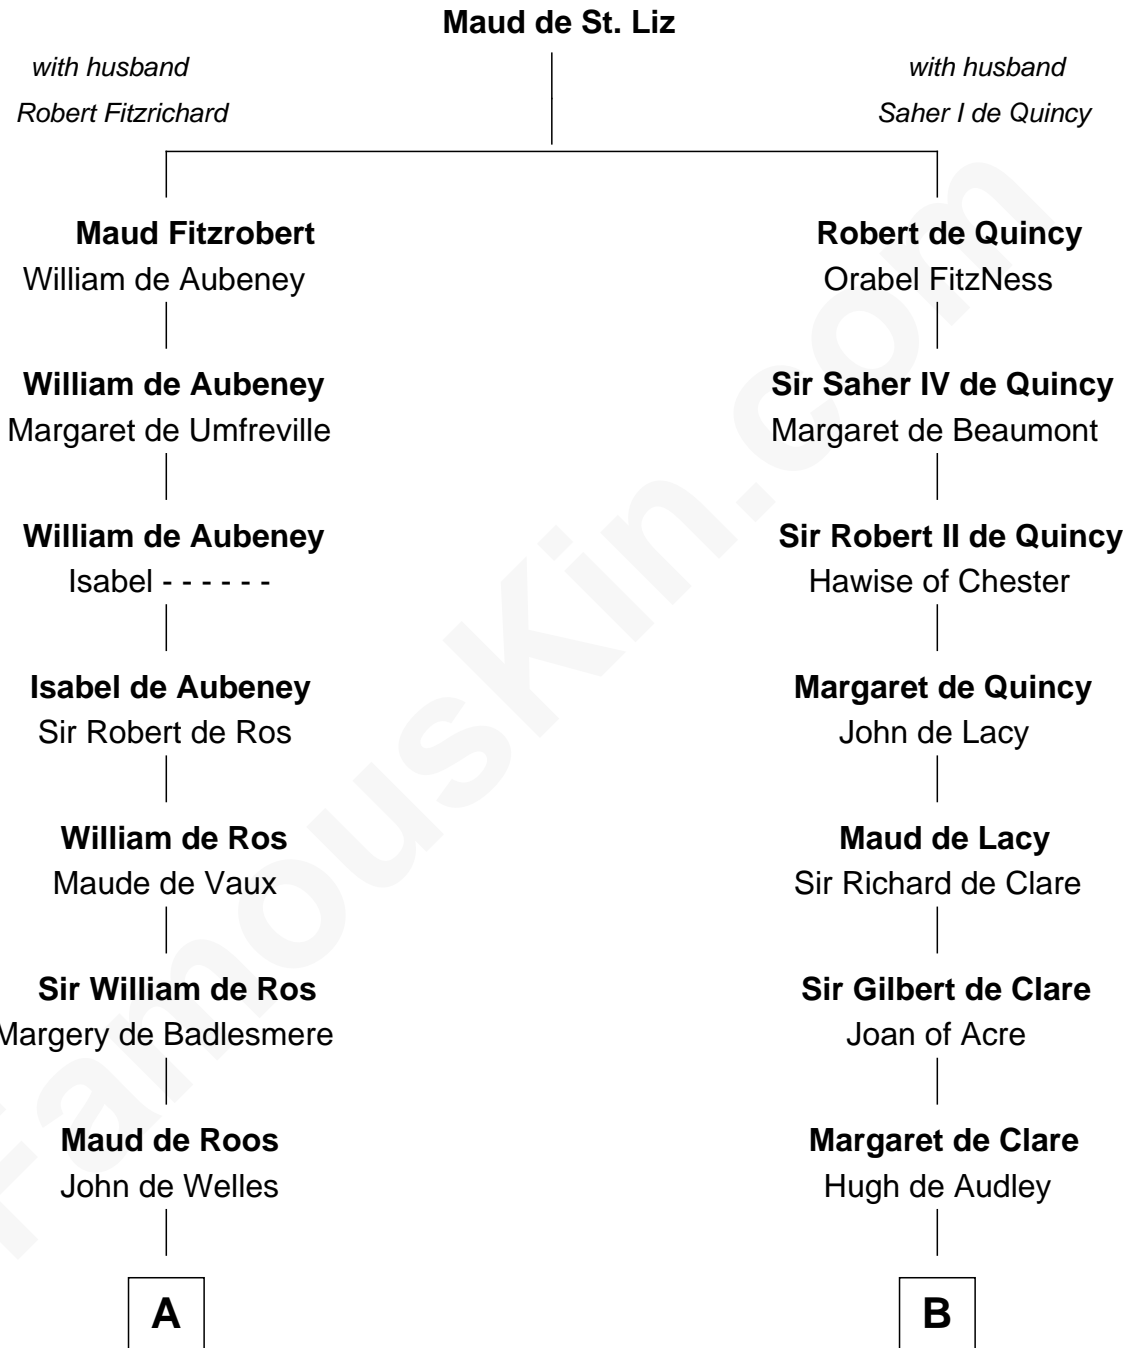 Maud de St. Liz
with husband
Robert Fitzrichard
with husband
Saher I de Quincy
Maud Fitzrobert
William de Aubeney
Robert de Quincy
Orabel FitzNess
William de Aubeney
Margaret de Umfreville
Sir Saher IV de Quincy
Margaret de Beaumont
William de Aubeney
Isabel - - - - - -
Sir Robert II de Quincy
Hawise of Chester
Isabel de Aubeney
Sir Robert de Ros
Margaret de Quincy
John de Lacy
William de Ros
Maude de Vaux
Maud de Lacy
Sir Richard de Clare
Sir William de Ros
Margery de Badlesmere
Sir Gilbert de Clare
Joan of Acre
Maud de Roos
John de Welles
Margaret de Clare
Hugh de Audley
A
B
FamousKin.com